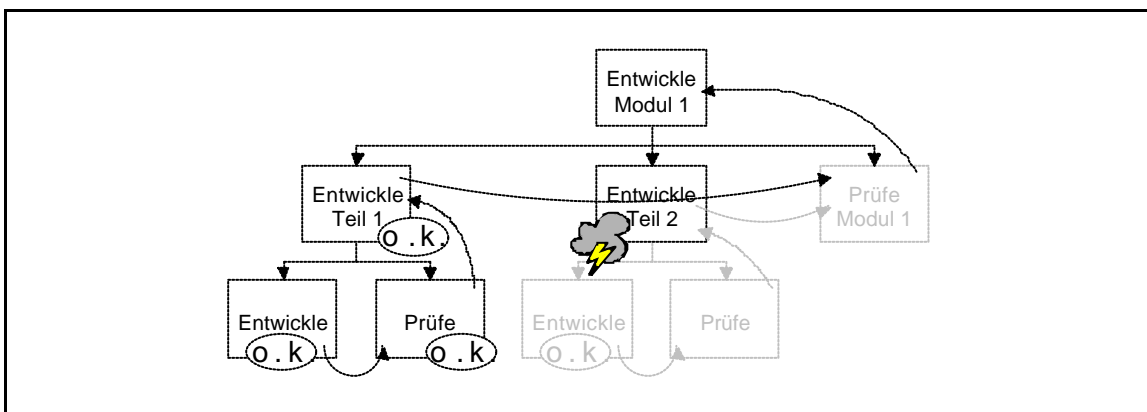 Entwickle
Modul 1
Entwickle
Teil 1
o.k.
Entwickle
Teil 2
Prüfe
Modul 1
Entwickle
o.k.
Prüfe
o.k.
Entwickle
o.k.
Prüfe